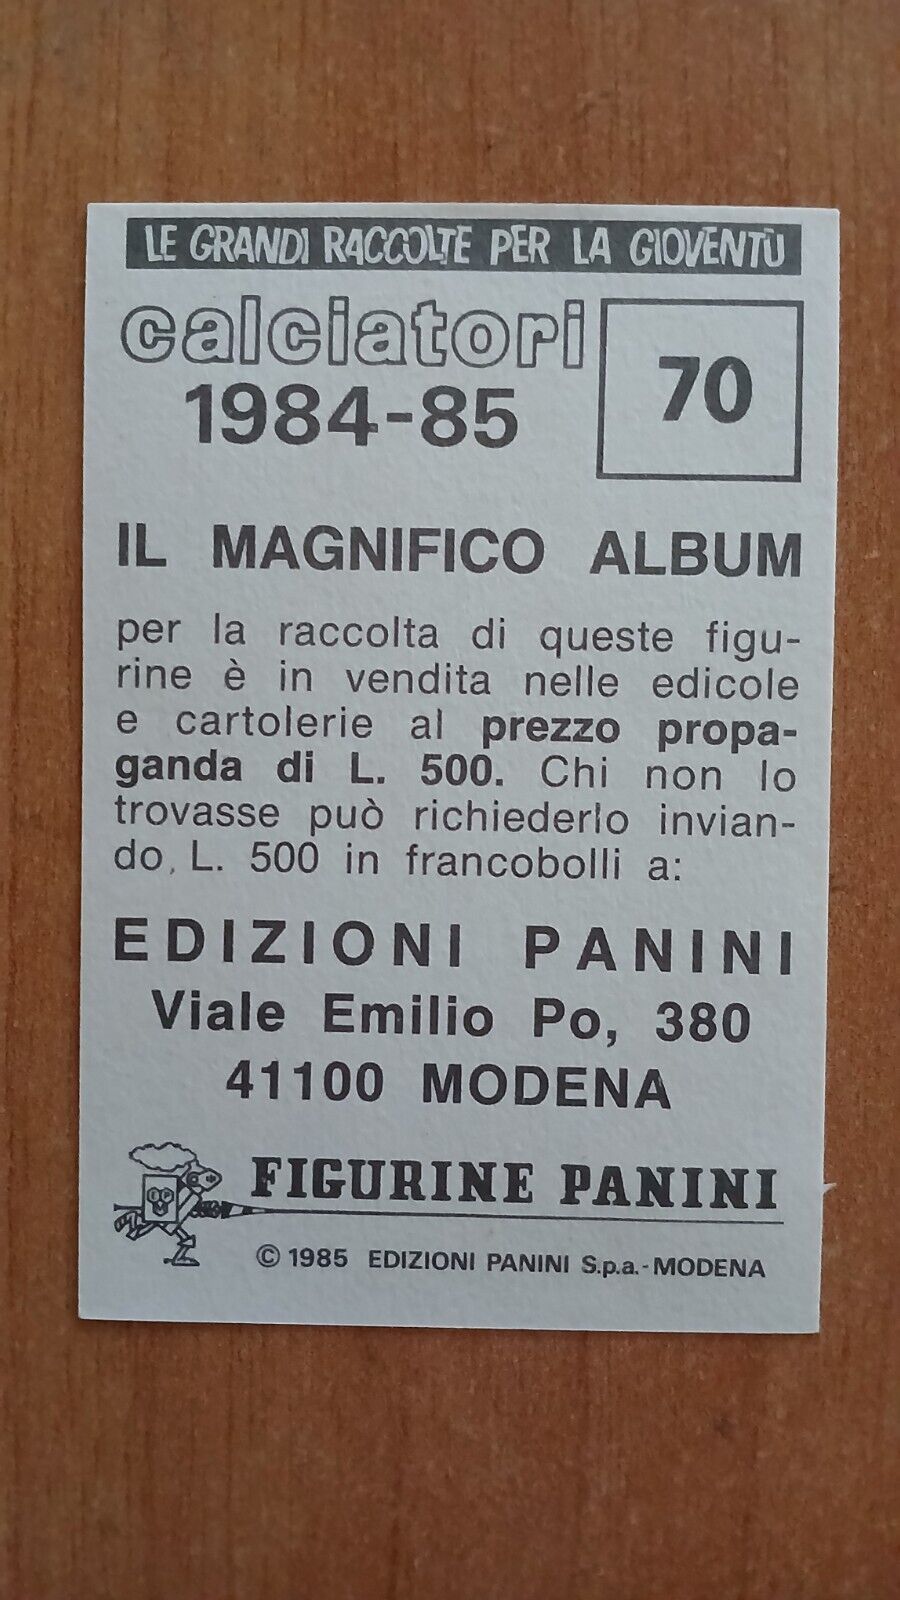 LE GRANDI RACCOLTE PER LA GIOVENTÙ
calciatori
1984-85
70
IL MAGNIFICO ALBUM
per la raccolta di queste figu-
rine è in vendita nelle edicole
e cartolerie al prezzo propa-
ganda di L. 500. Chi non lo
trovasse può richiederlo invian-
do, L. 500 in francobolli a:
EDIZIONI PANINI
Viale Emilio Po, 380
41100 MODENA
FIGURINE PANINI
© 1985 EDIZIONI PANINI S.p.a.-MODENA